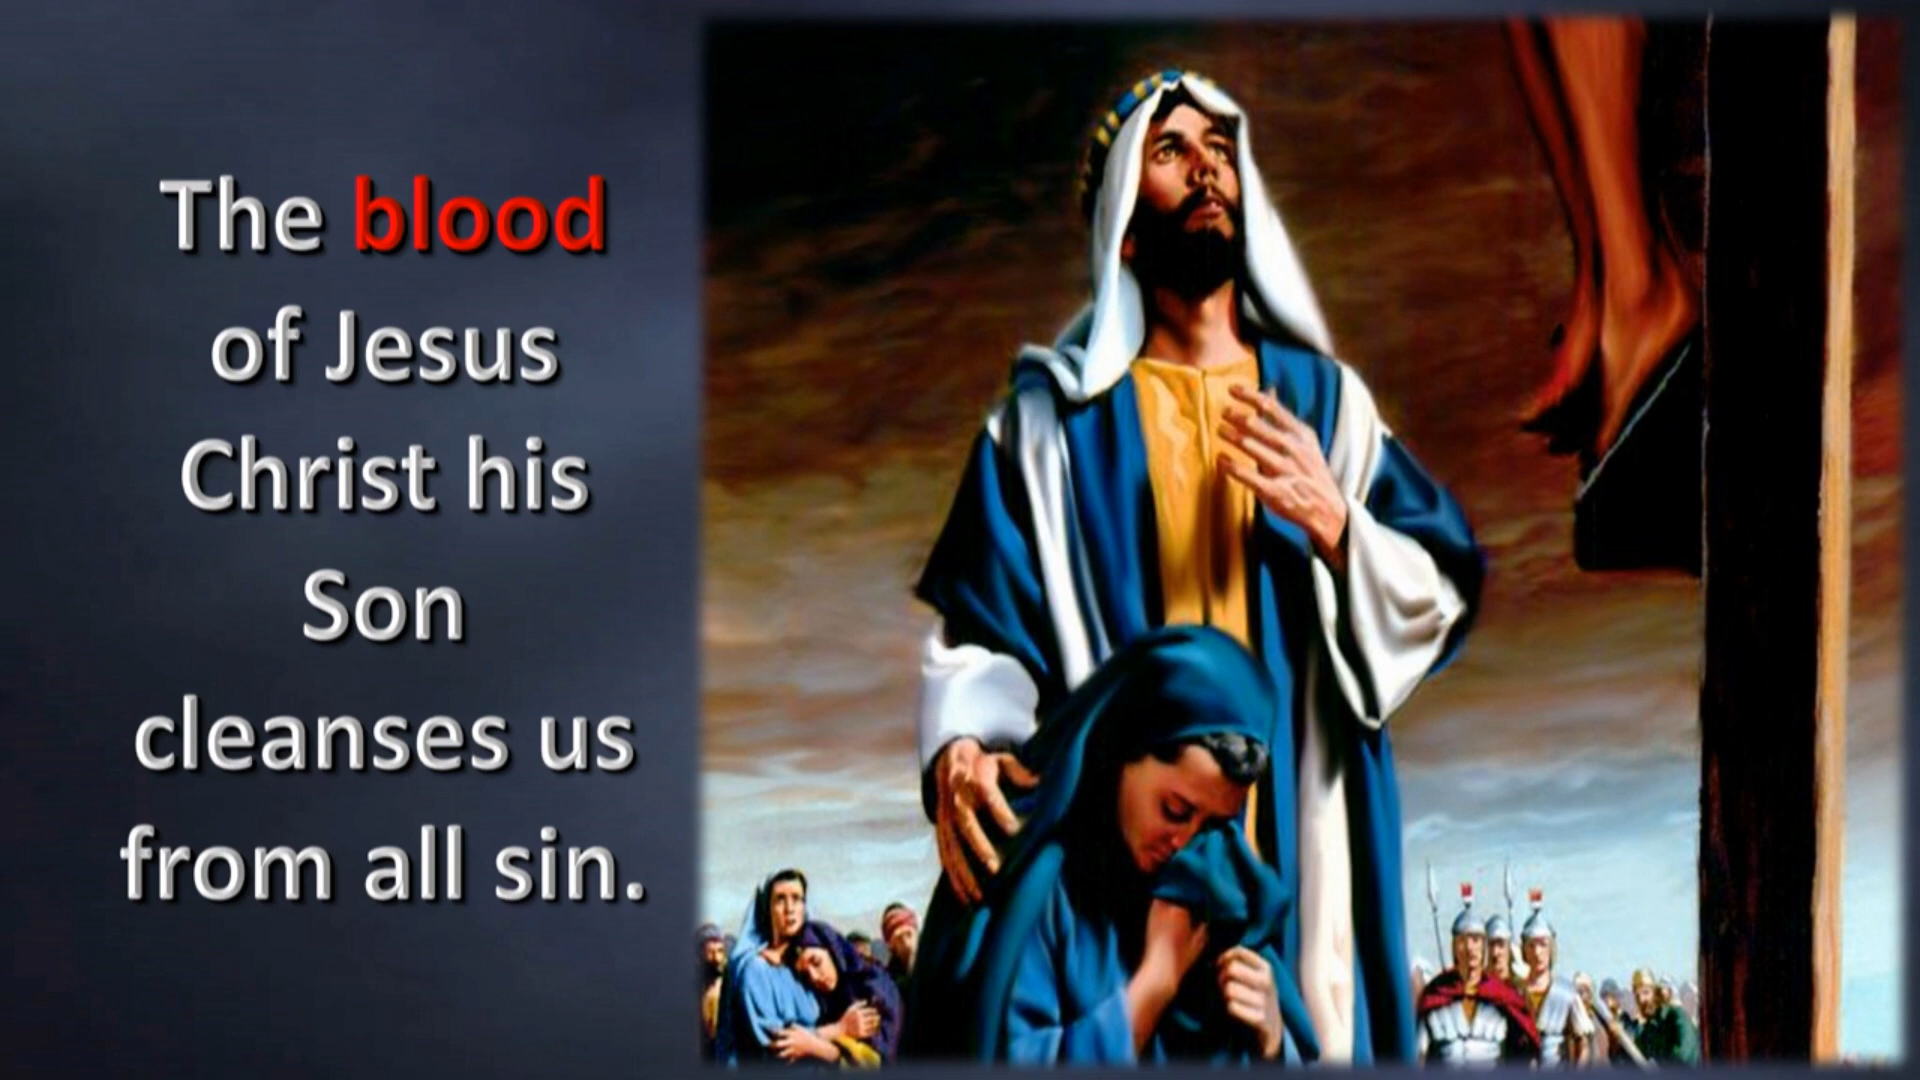 The blood
of Jesus
Christ his
Son
cleanses us
from all sin.